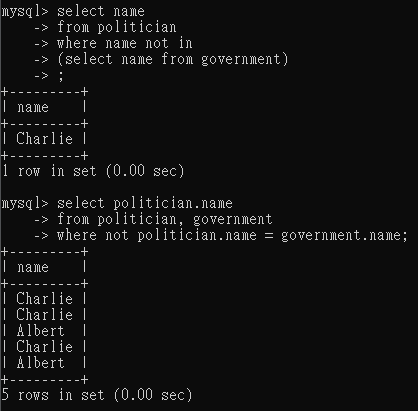 mysql> select name
    -> from politician
    -> where name not in
    -> (select name from government)
    -> ;
+---------+
| name    |
+---------+
| Charlie |
+---------+
1 row in set (0.00 sec)

mysql> select politician.name
    -> from politician, government
    -> where not politician.name = government.name;
+---------+
| name    |
+---------+
| Charlie |
| Charlie |
| Albert  |
| Charlie |
| Albert  |
+---------+
5 rows in set (0.00 sec)